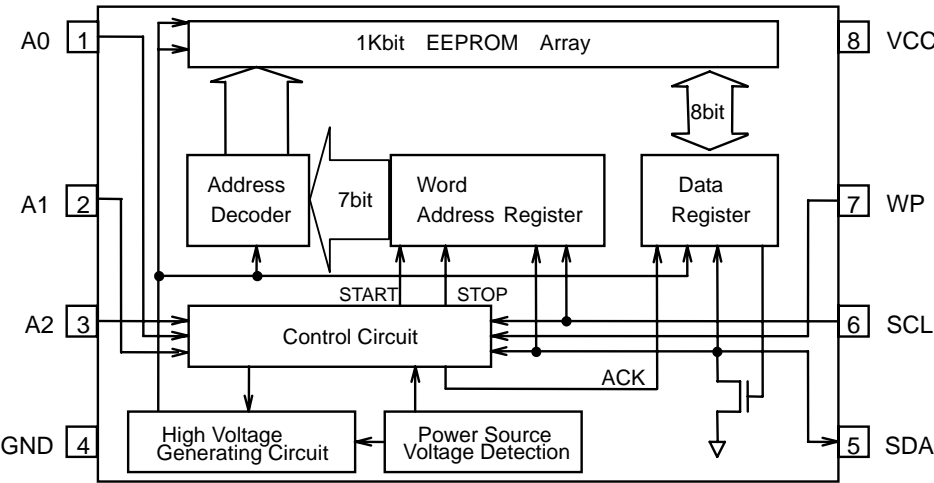 A0 1
1Kbit EEPROM Array
8 VCC
8bit
A1 2
Address
Decoder
7bit
Word
Address Register
Data
Register
7 WP
START
STOP
A2 3
Control Circuit
6 SCL
ACK
GND 4
High Voltage
Generating Circuit
Power Source
Voltage Detection
5 SDA